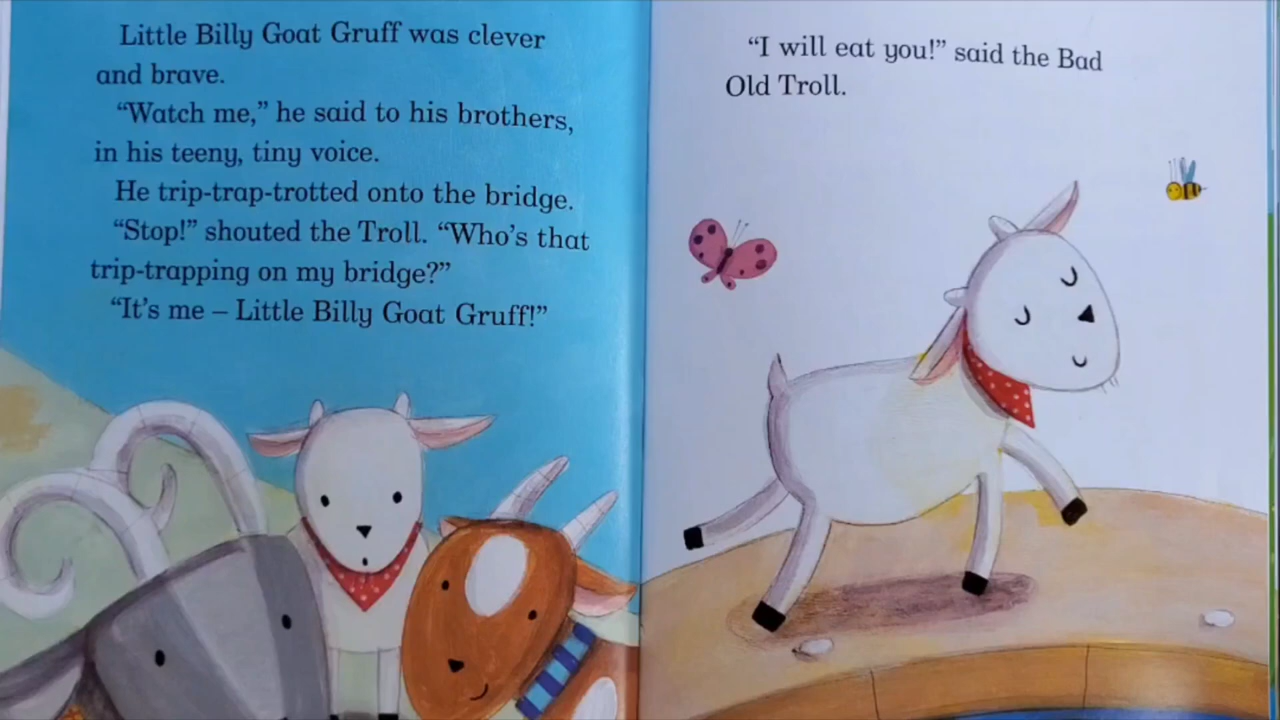 Little Billy Goat Gruff was clever
and brave.
“Watch me,” he said to his brothers,
in his teeny, tiny voice.
He trip-trap-trotted onto the bridge.
“Stop!” shouted the Troll. “Who’s that
trip-trapping on my bridge?”
“It’s me – Little Billy Goat Gruff!”
“I will eat you!” said the Bad
Old Troll.